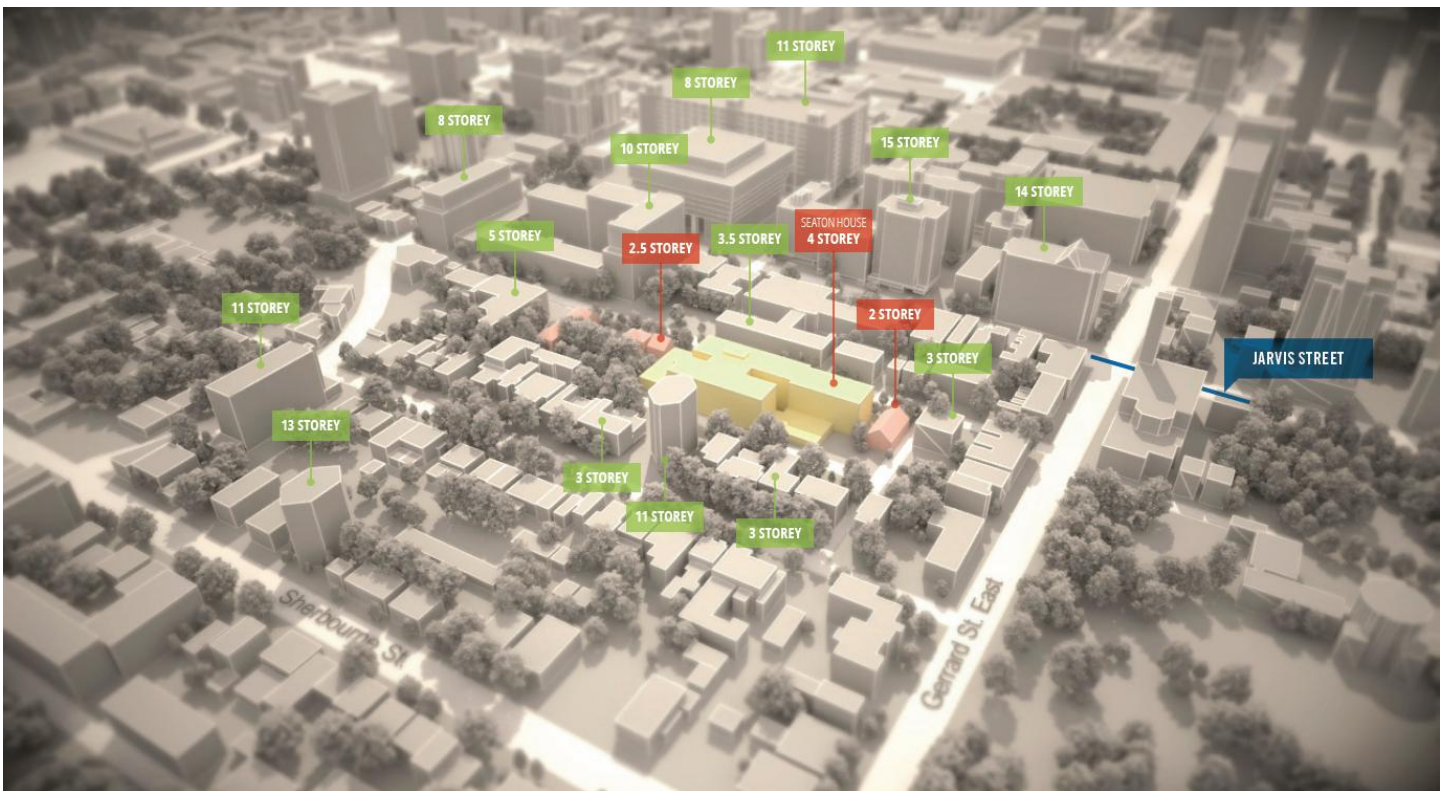 11 STOREY
8 STOREY
8 STOREY
10 STOREY
15 STOREY
14 STOREY
SEATON HOUSE
4 STOREY
5 STOREY
2.5 STOREY
3.5 STOREY
11 STOREY
2 STOREY
3 STOREY
JARVIS STREET
13 STOREY
3 STOREY
11 STOREY
3 STOREY
Sherbourne St.
Gerrard St. East